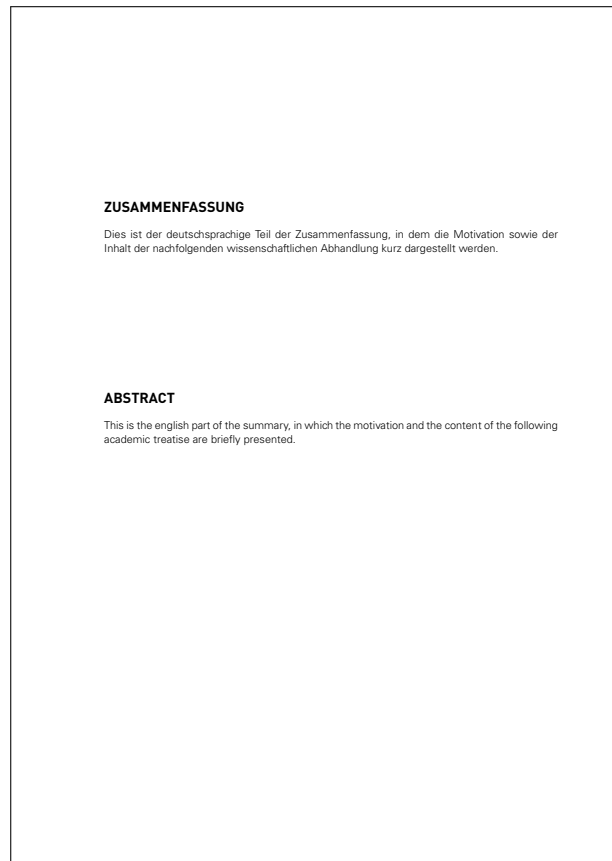 ZUSAMMENFASSUNG
Dies ist der deutschsprachige Teil der Zusammenfassung, in dem die Motivation sowie der
Inhalt der nachfolgenden wissenschaftlichen Abhandlung kurz dargestellt werden.
ABSTRACT
This is the english part of the summary, in which the motivation and the content of the following
academic treatise are briefly presented.